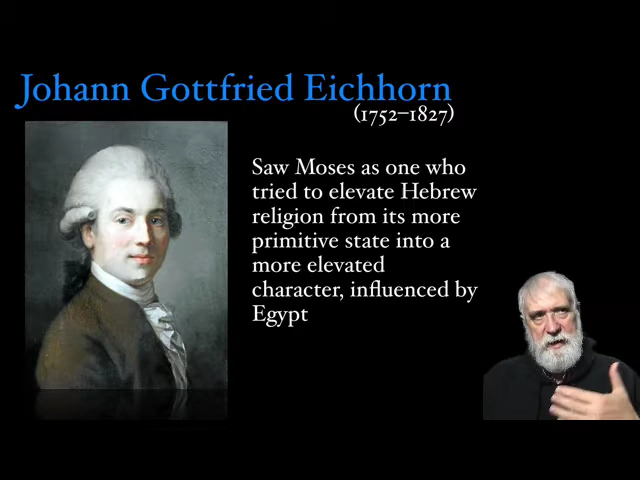 Johann Gottfried Eichhorn
(1752–1827)
Saw Moses as one who
tried to elevate Hebrew
religion from its more
primitive state into a
more elevated
character, influenced by
Egypt